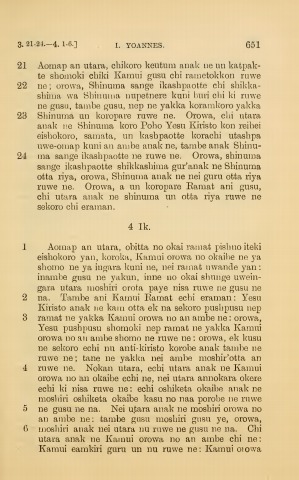 3. 21-24.—4. 1-6.] I. YOANNES. 651
21 Aomap an utara, chikoro keutum anak ne un katpak-
te shomoki chiki Kamui gusu chi rametokkon ruwe
22 ne; orowa, Shinuma sange ikashpaotte chi shikka-
shima wa Shinuma nupetnere kuni buri chi ki ruwe
ne gusu, tambe gusu, nep ne yakka koramkoro yakka
23 Shinuma un koropare ruwe ne. Orowa, chi utara
anak ne Shinuma koro Poho Yesu Kiristo kon reihei
eishokoro, samata, un kashpaotte korachi utashpa
uwe-omap kuni an ambe anak ne, tambe anak Shinu-
24 ma sange ikashpaotte ne ruwe ne. Orowa, shinuma
sange ikashpaotte shikkashima gur'anak ne Shinuma
otta riya, orowa, Shinuma anak ne nei guru otta riya
ruwe ne. Orowa, a un koropare Ramat ani gusu,
chi utara anak ne shinuma un otta riya ruwe ne
sekoro chi eraman.
4 Ik.
1 Aomap an utara, obitta no okai ramat pishno iteki
eishokoro yan, koroka, Kamui orowa no okaibe ne ya
shomo ne ya ingara kuni ne, nei ramat uwande yan:
inambe gusu ne yakun, inne no okai shunge uwein-
gara utara moshiri orota paye nisa ruwe ne gusu ne
2 na. Tambe ani Kamui Ramat echi eraman: Yesu
Kiristo anak ne kam otta ek na sekoro pushpusu nep
3 ramat ne yakka Kamui orowa no an ambe ne: orowa,
Yesu pushpusu shomoki nep ramat ne yakka Kamui
orowa no an ambe shomo ne ruwe ne: orowa, ek kusu
ne sekoro echi nu anti-kiristo korobe anak tambe ne
ruwe ne; tane ne yakka nei ambe moshir'otta an
4 ruwe ne. Nokan utara, echi utara anak ne Kamui
orowa no an okaibe echi ne, nei utara annokara okere
echi ki nisa ruwe ne: echi oshiketa okaibe anak ne
moshiri oshiketa okaibe kasu no naa porobe ne ruwe
5 ne gusu ne na. Nei utara anak ne moshiri orowa no
an ambe ne: tambe gusu moshiri gusu ye, orowa,
6 moshiri anak nei utara nu ruwe ne gusu ne na. Chi
utara anak ne Kamui orowa no an ambe chi ne:
Kamui eamkiri guru un nu ruwe ne: Kamui orowa